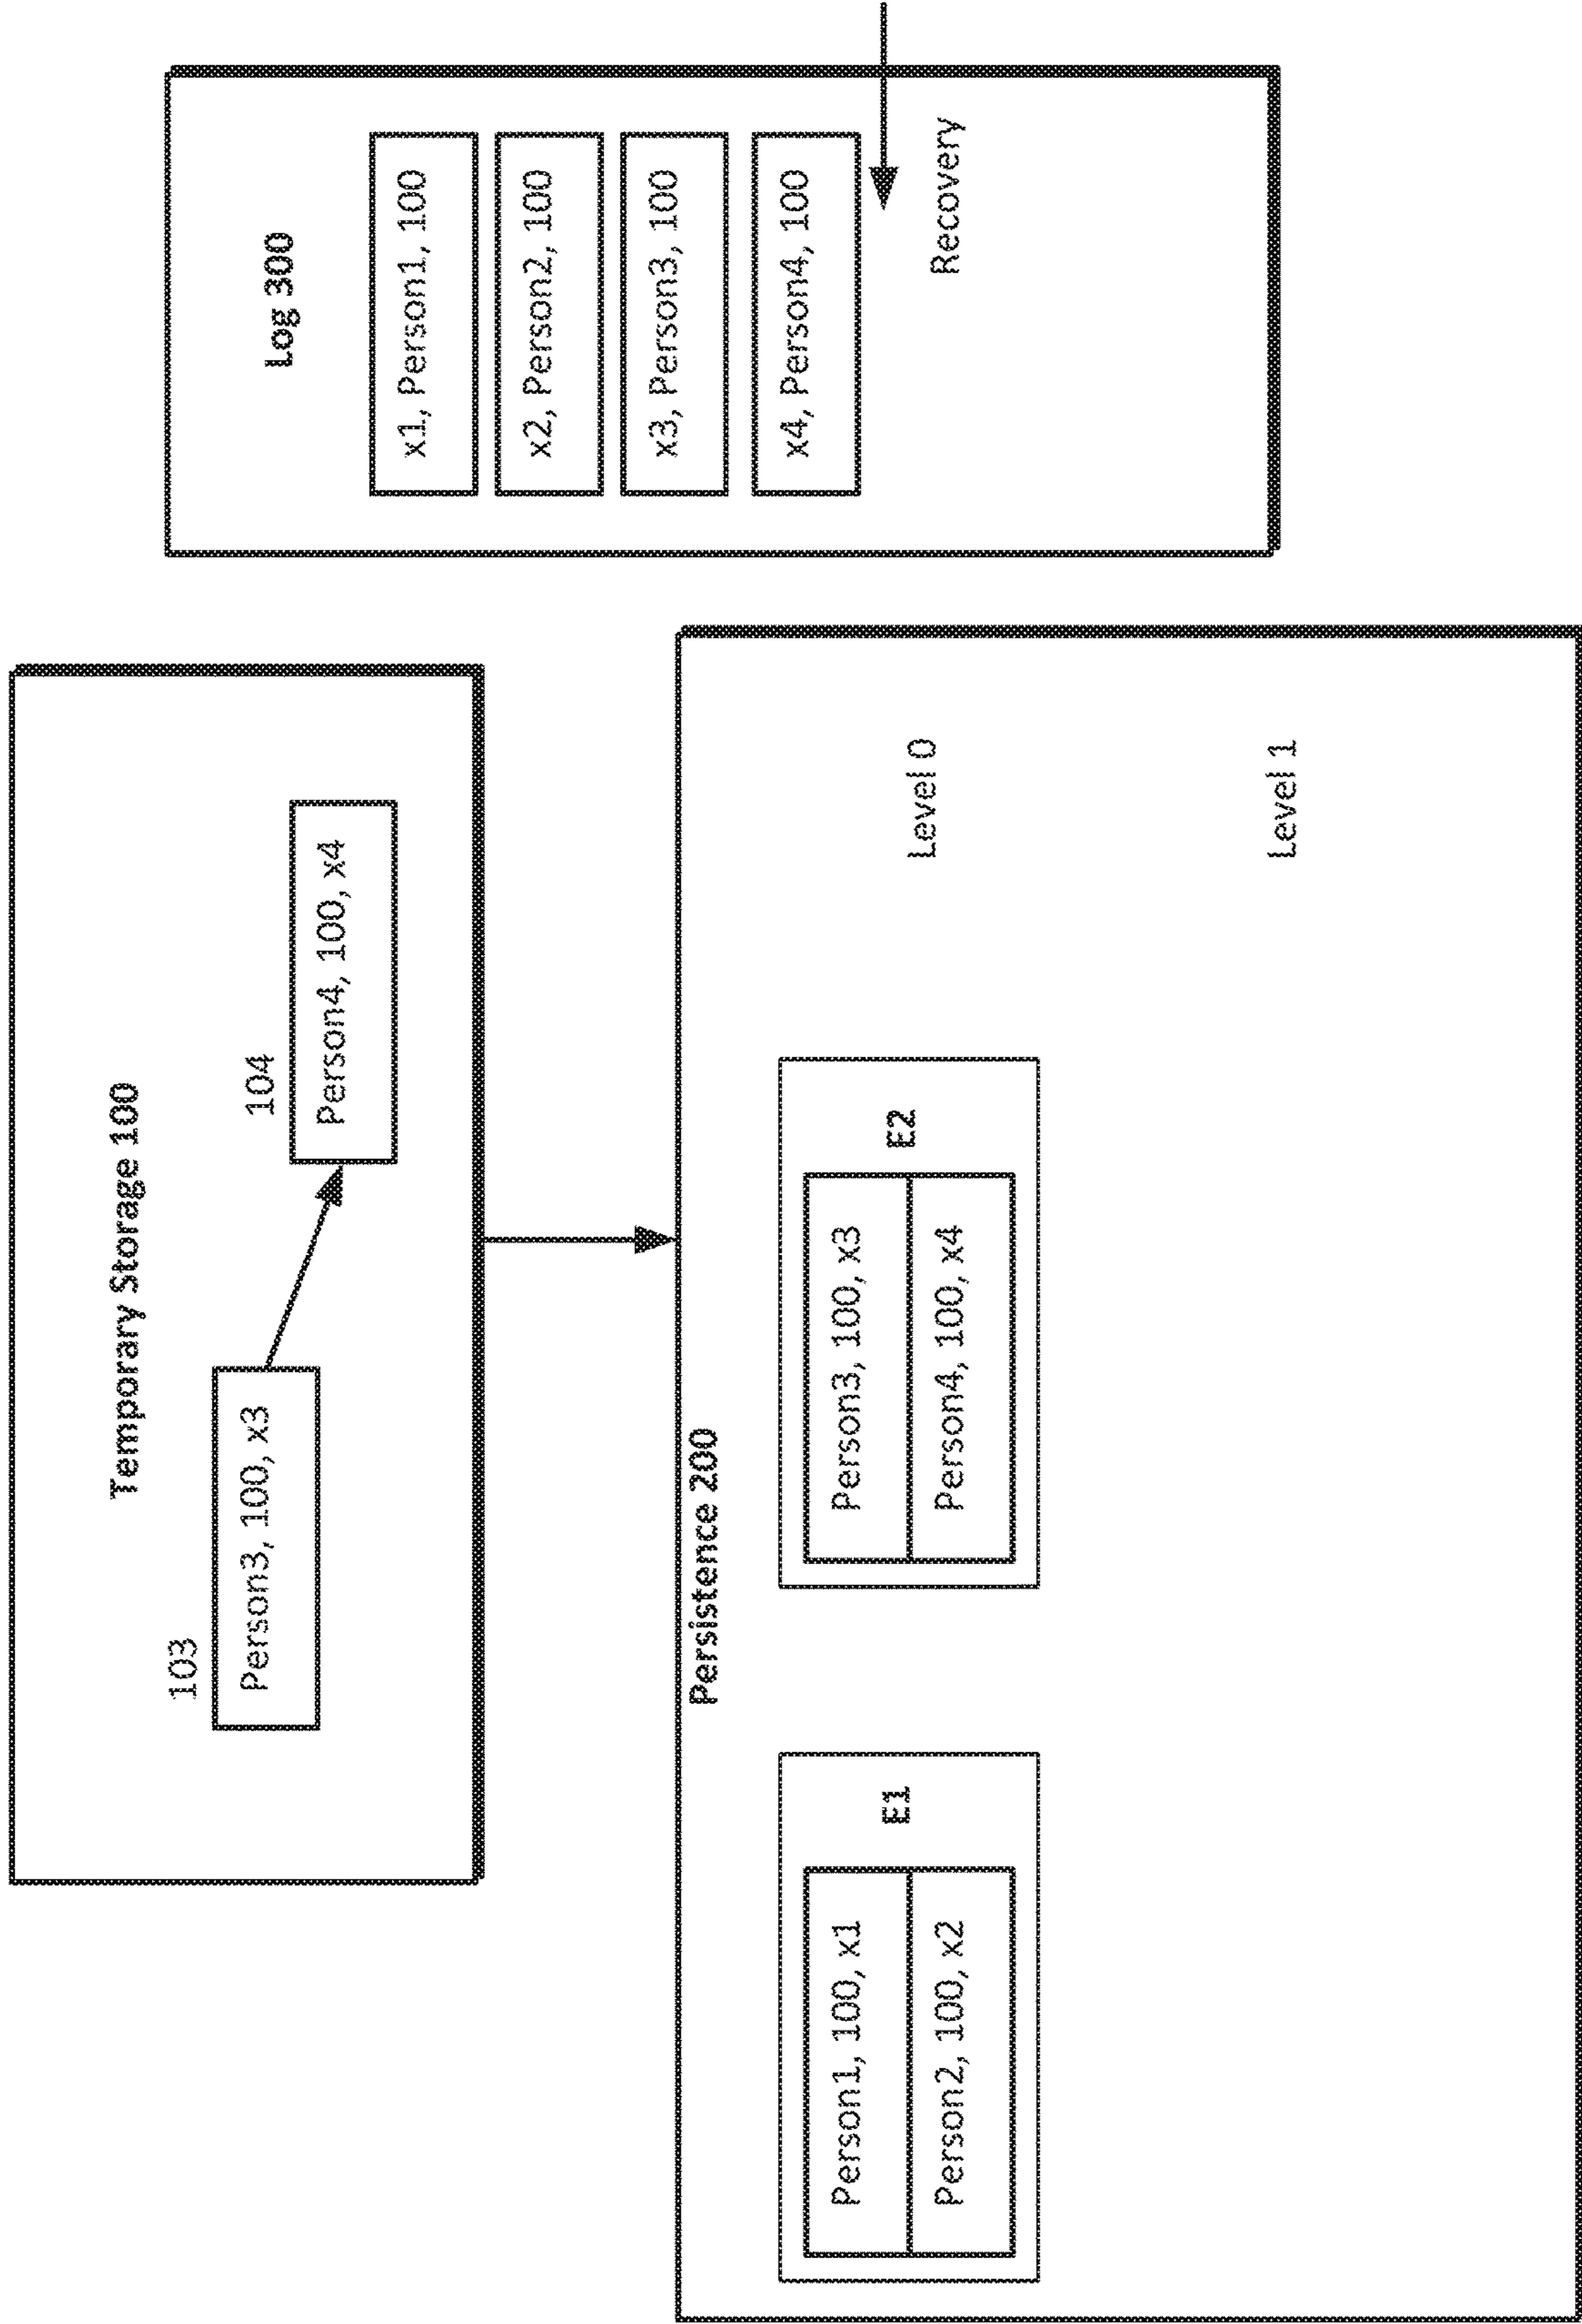 Temporary Storage 100
103
Person3, 100, x3
104
Person4, 100, x4
Persistence 200
E1
Person1, 100, x1
Person2, 100, x2
E2
Person3, 100, x3
Person4, 100, x4
Level 0
Level 1
Log 300
x1, Person1, 100
x2, Person2, 100
x3, Person3, 100
x4, Person4, 100
Recovery